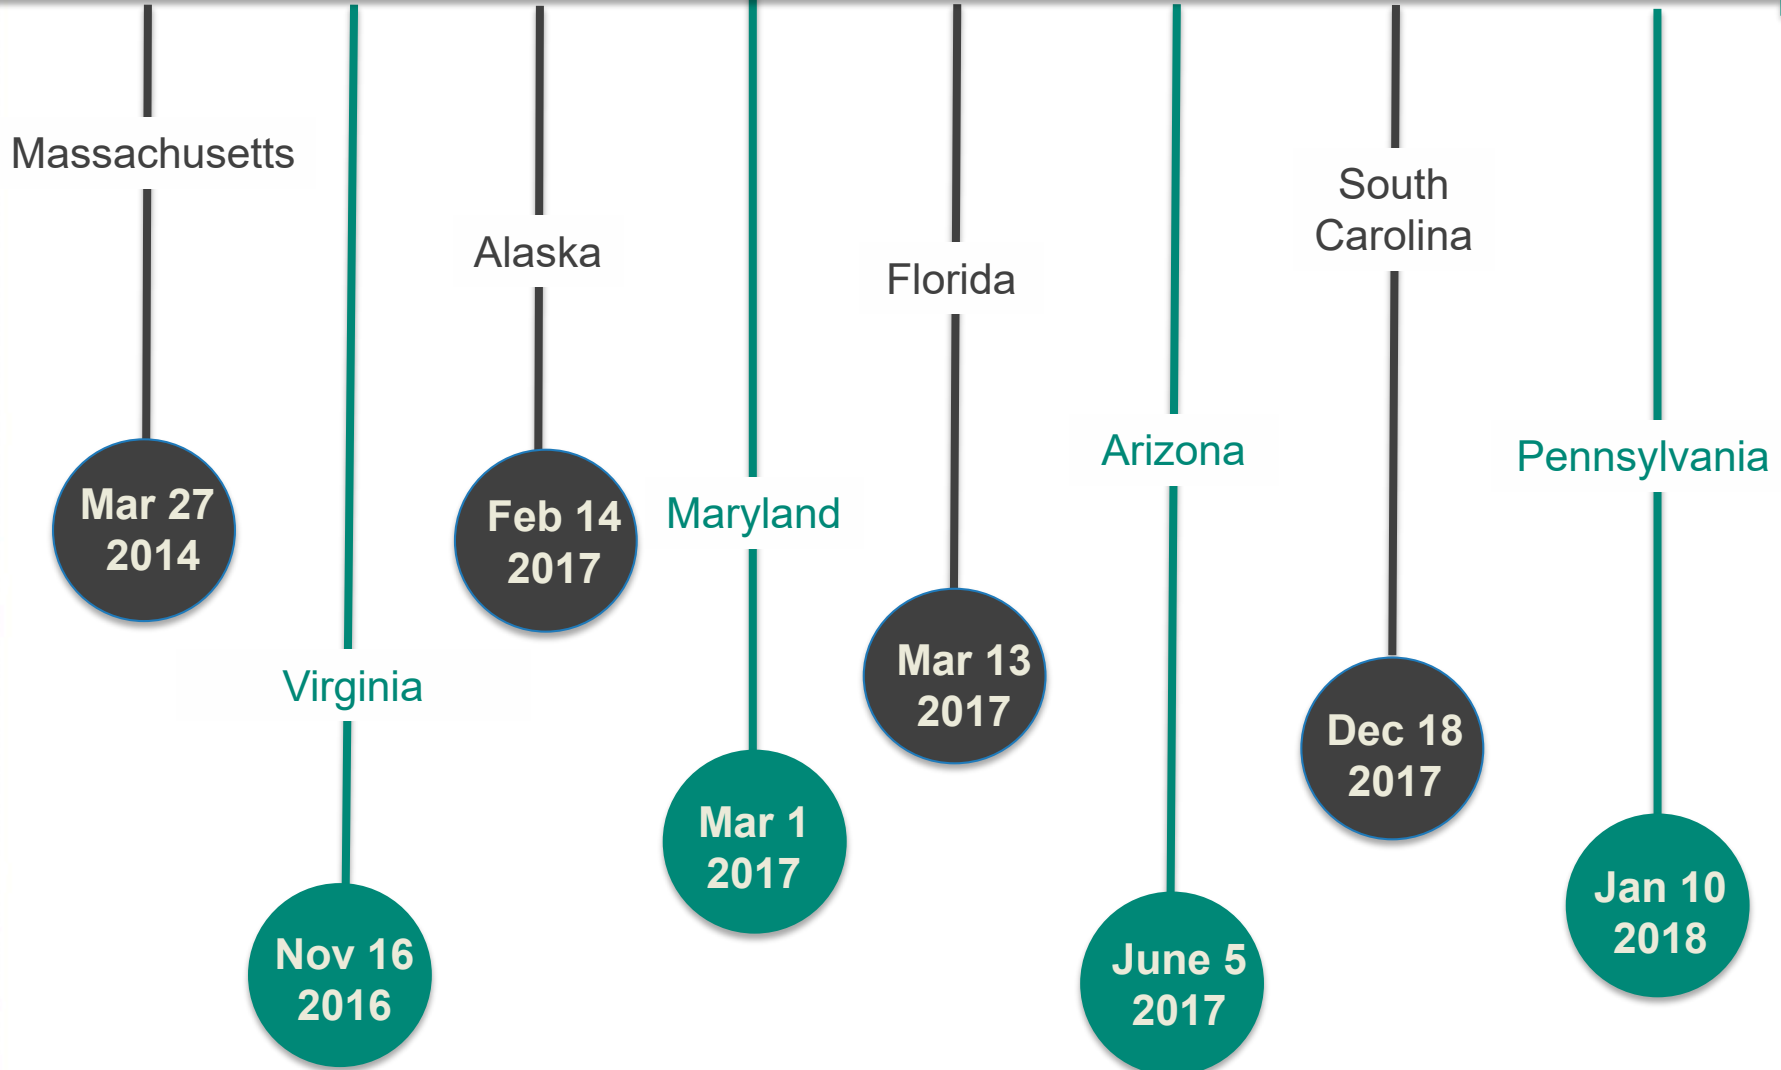 Massachusetts
Mar 27
2014
Virginia
Nov 16
2016
Alaska
Feb 14
2017
Maryland
Mar 1
2017
Florida
Mar 13
2017
Arizona
June 5
2017
South
Carolina
Dec 18
2017
Pennsylvania
Jan 10
2018